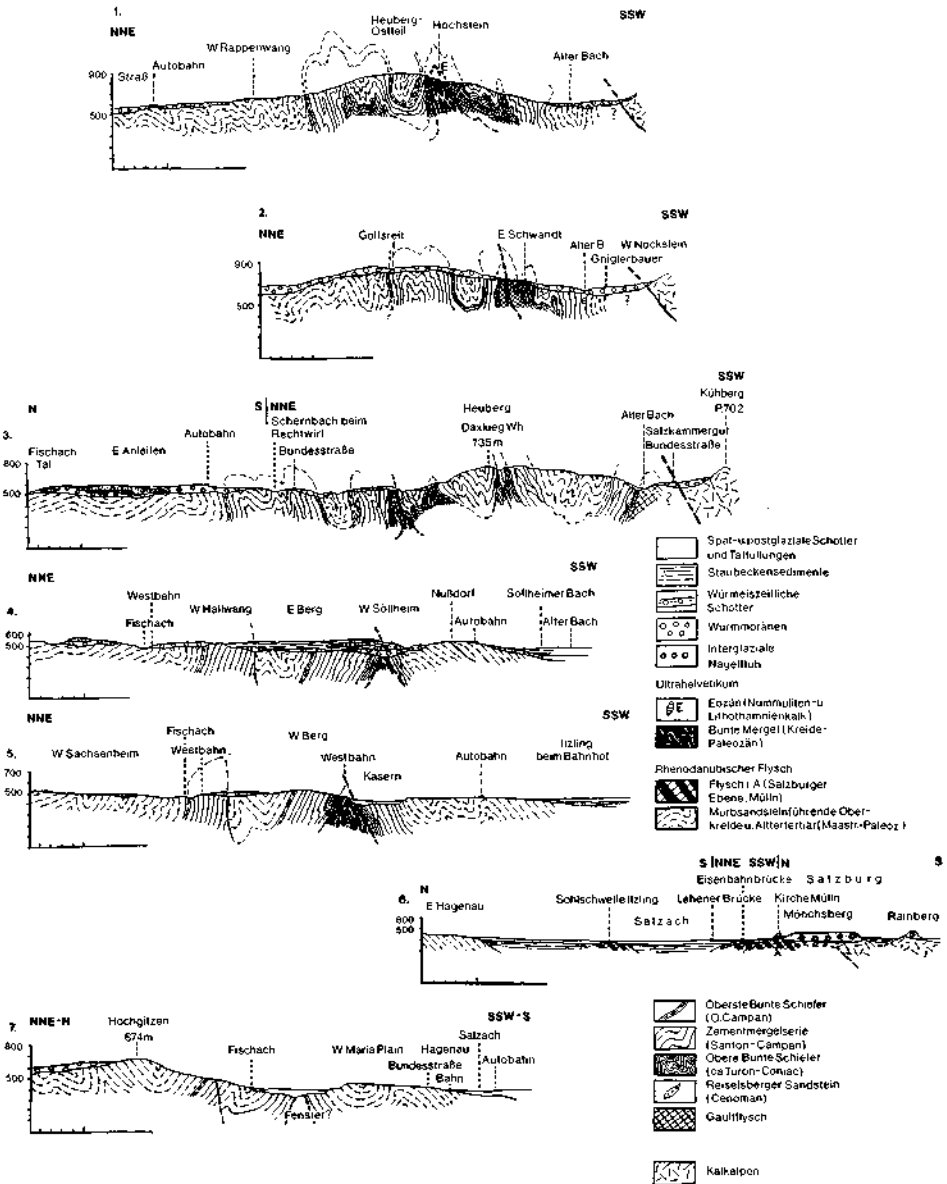 1.
NNE
SSW
Heuberg-
Ostteil
Hochstein
W Rappenwang
Autobahn
Straß
Alter Bach
E
900
500
?
2.
NNE
SSW
Gollsreit
E Schwandt
Alter B
W Nockstein
Gniglerbauer
900
500
?
3.
N
S NNE
SSW
Kühberg
P.702
Heuberg
Daxlueg Wh
735 m
Schernbach beim
Rechtwirt
Bundesstraße
Autobahn
Fischach
Tal
E Anleiten
Alter Bach
Salzkammergut
Bundesstraße
800
500
?
4.
NNE
SSW
Westbahn
Fischach
W Hallwang
E Berg
W Söllheim
Nußdorf
Autobahn
Söllheimer Bach
Alter Bach
600
500
5.
NNE
SSW
W Sachsenheim
Fischach
Westbahn
W Berg
Westbahn
Kasern
Autobahn
Itzling
beim Bahnhof
700
500
6.
N
S NNE SSW N
S
E Hagenau
Sohlschwelle Itzling
Salzach
Lehener Brücke
Eisenbahnbrücke
Salzburg
Kirche Mülln
Mönchsberg
Rainberg
800
500
A
7.
NNE-N
SSW-S
Hochgitzen
674m
Fischach
W Maria Plain
Hagenau
Bundesstraße
Bahn
Salzach
Autobahn
Fenster?
800
500
Spät-u.postglaziale Schotter
und Talfüllungen
Staubeckensedimente
Würmeiszeitliche
Schotter
Würmmoränen
Interglaziale
Nagelfluh
Ultrahelvetikum
E
Eozän (Nummuliten-u.
Lithothamnienkalk)
Bunte Mergel (Kreide-
Paleozän)
Rhenodanubischer Flysch
Flysch i A (Salzburger
Ebene, Mülln)
Mürbsandsteinführende Ober-
kreide u. Alttertiär (Maastr.-Paleoz.)
Oberste Bunte Schiefer
(O.Campan)
Zementmergelserie
(Santon-Campan)
Obere Bunte Schiefer
(ca Turon-Coniac)
Reiselsberger Sandstein
(Cenoman)
Gaultflysch
Kalkalpen